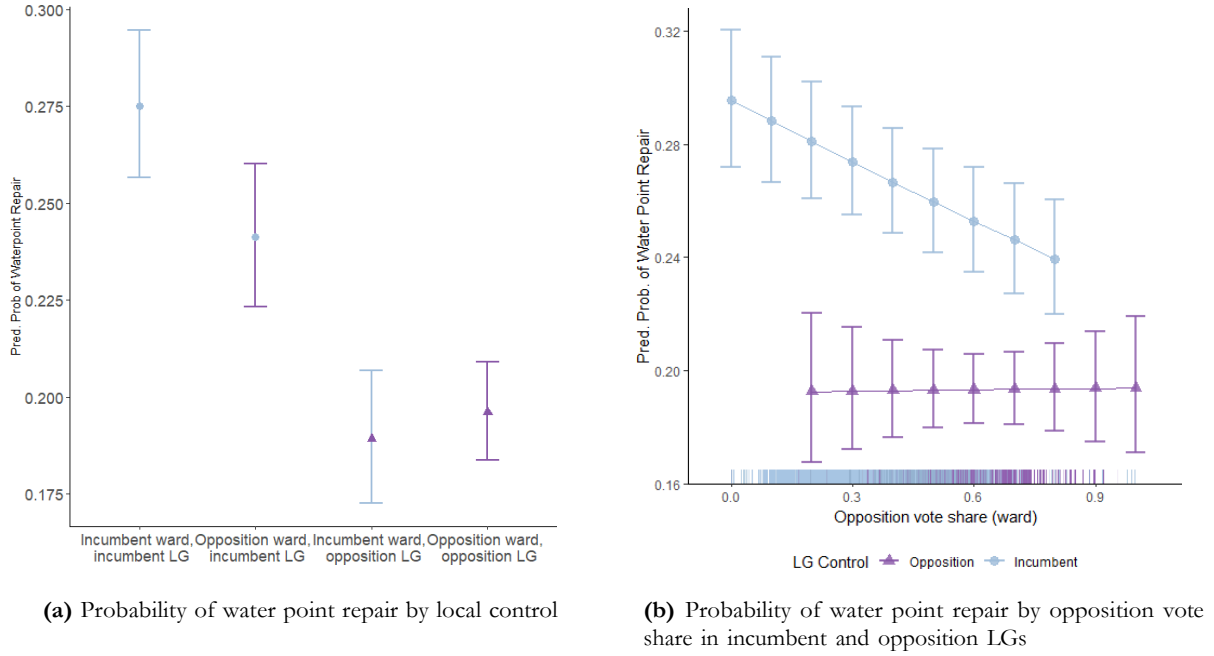 0.300
0.275
0.250
0.225
0.200
0.175
Pred. Prob of Waterpoint Repair
Incumbent ward,
incumbent LG
Opposition ward,
incumbent LG
Incumbent ward,
opposition LG
Opposition ward,
opposition LG
(a) Probability of water point repair by local control
0.32
0.28
0.24
0.20
0.16
Pred. Prob. of Water Point Repair
0.0 0.3 0.6 0.9
Opposition vote share (ward)
LG Control Opposition Incumbent
(b) Probability of water point repair by opposition vote
share in incumbent and opposition LGs